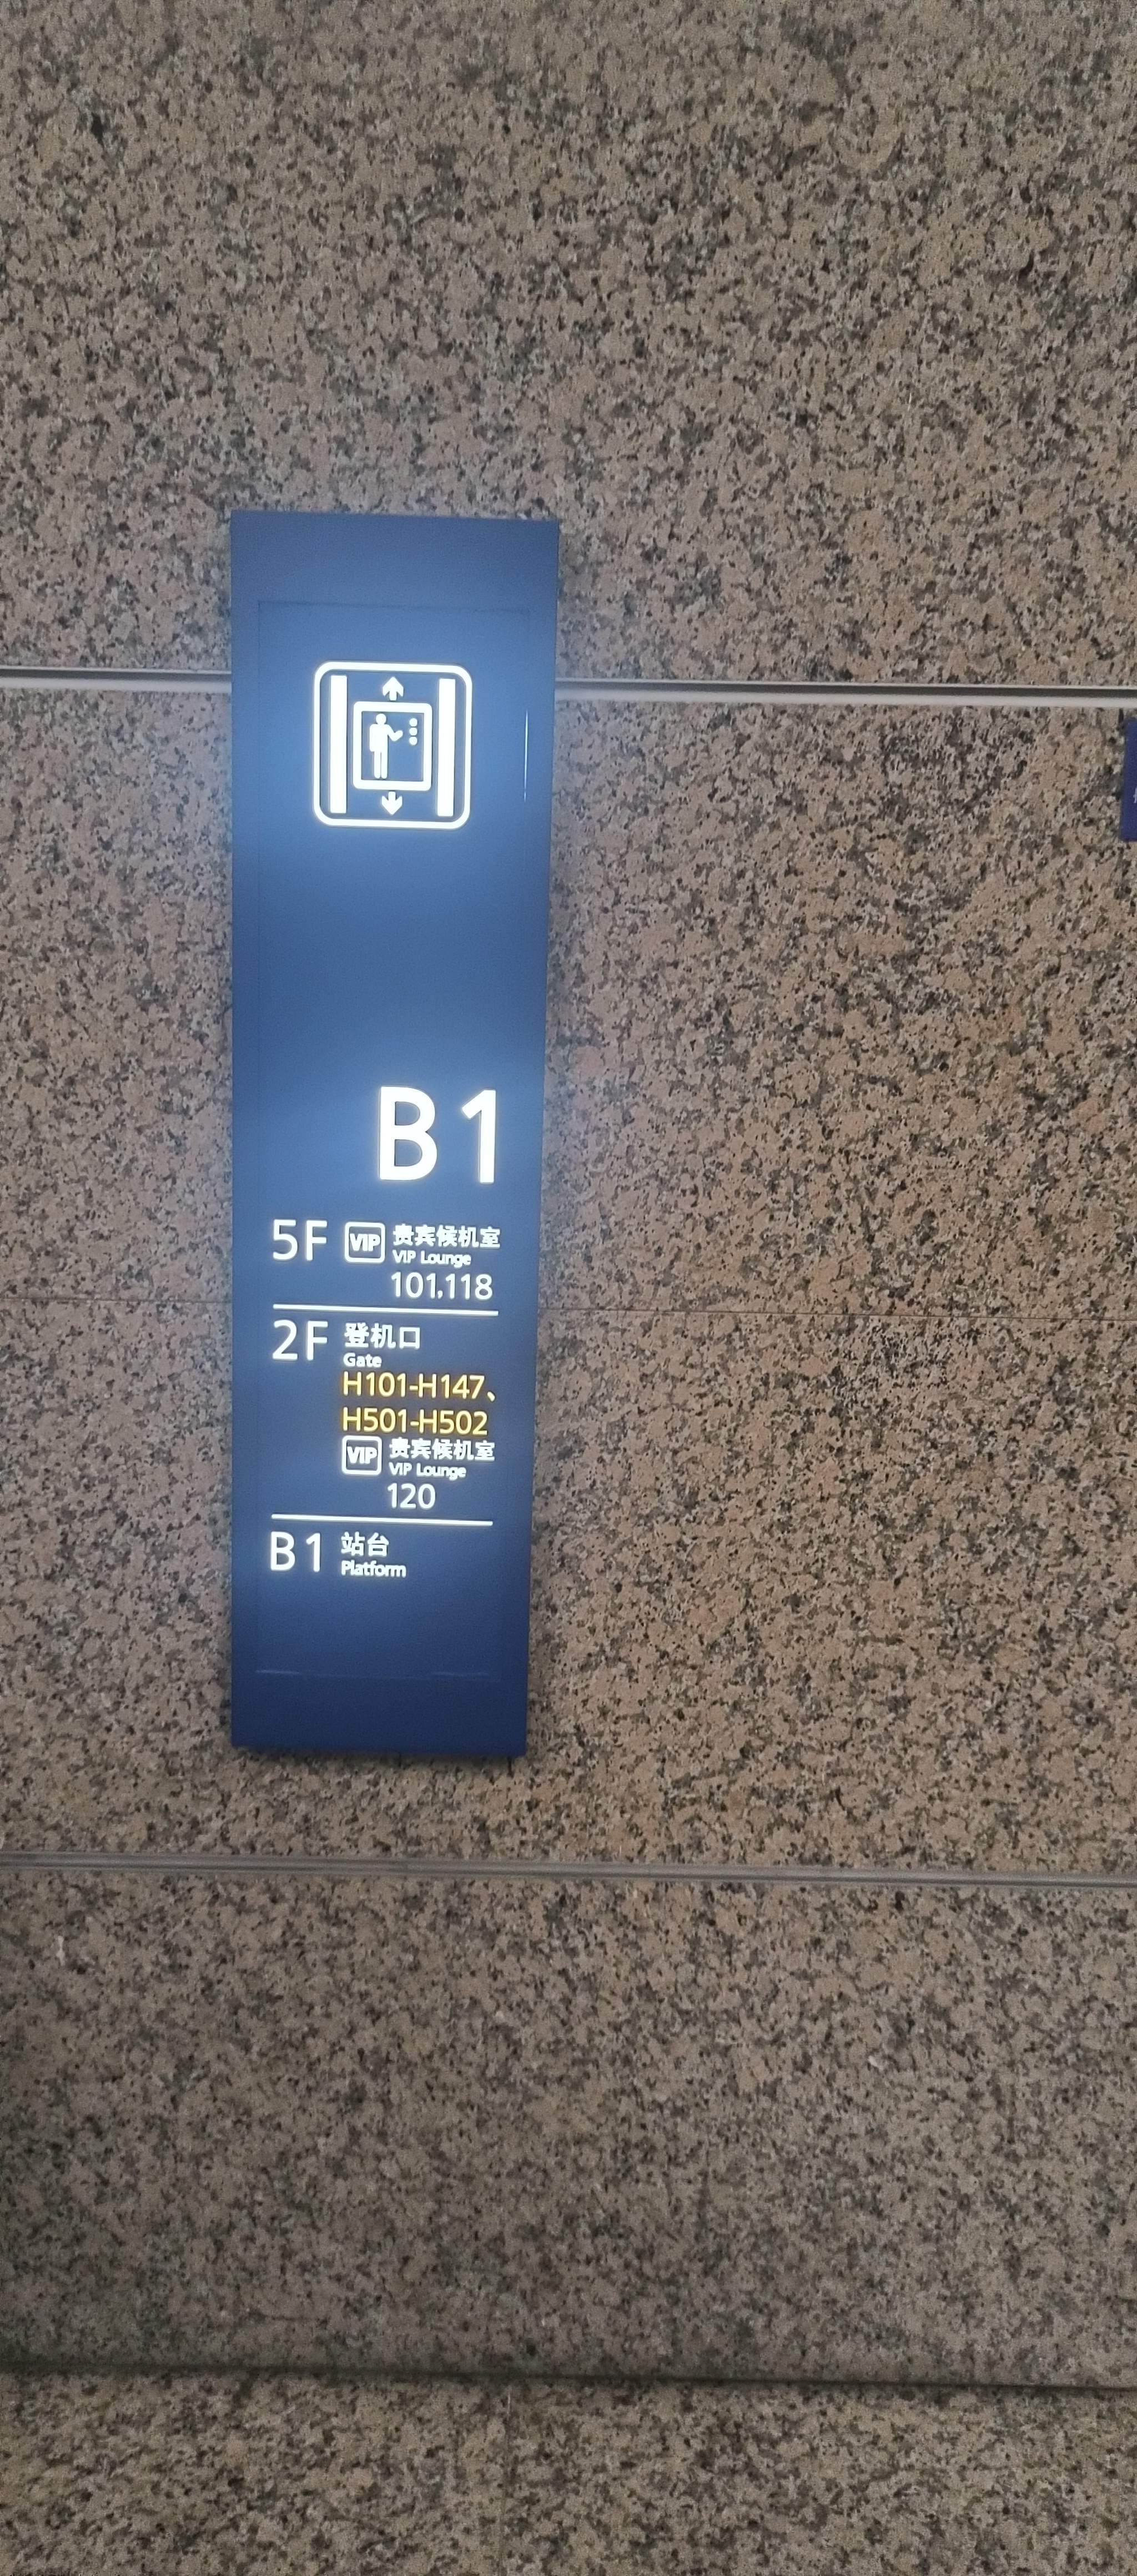 B1
5F VIP 贵宾候机室
VIP Lounge
101,118
2F 登机口
Gate
H101-H147、
H501-H502
VIP 贵宾候机室
VIP Lounge
120
B1 站台
Platform